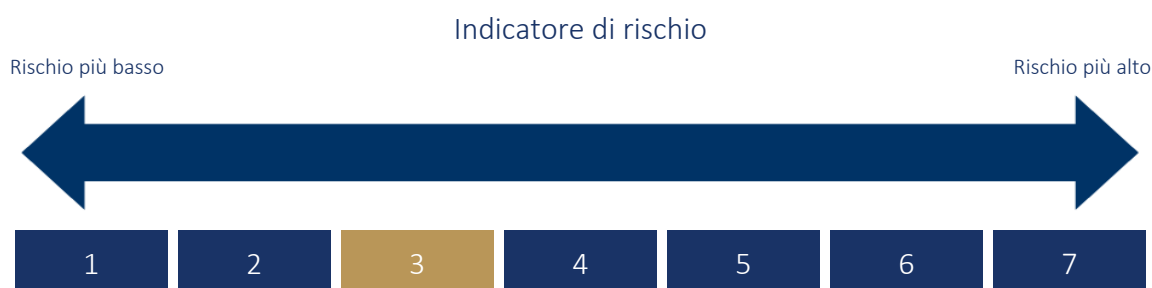 Indicatore di rischio
Rischio più basso Rischio più alto
1 2 3 4 5 6 7